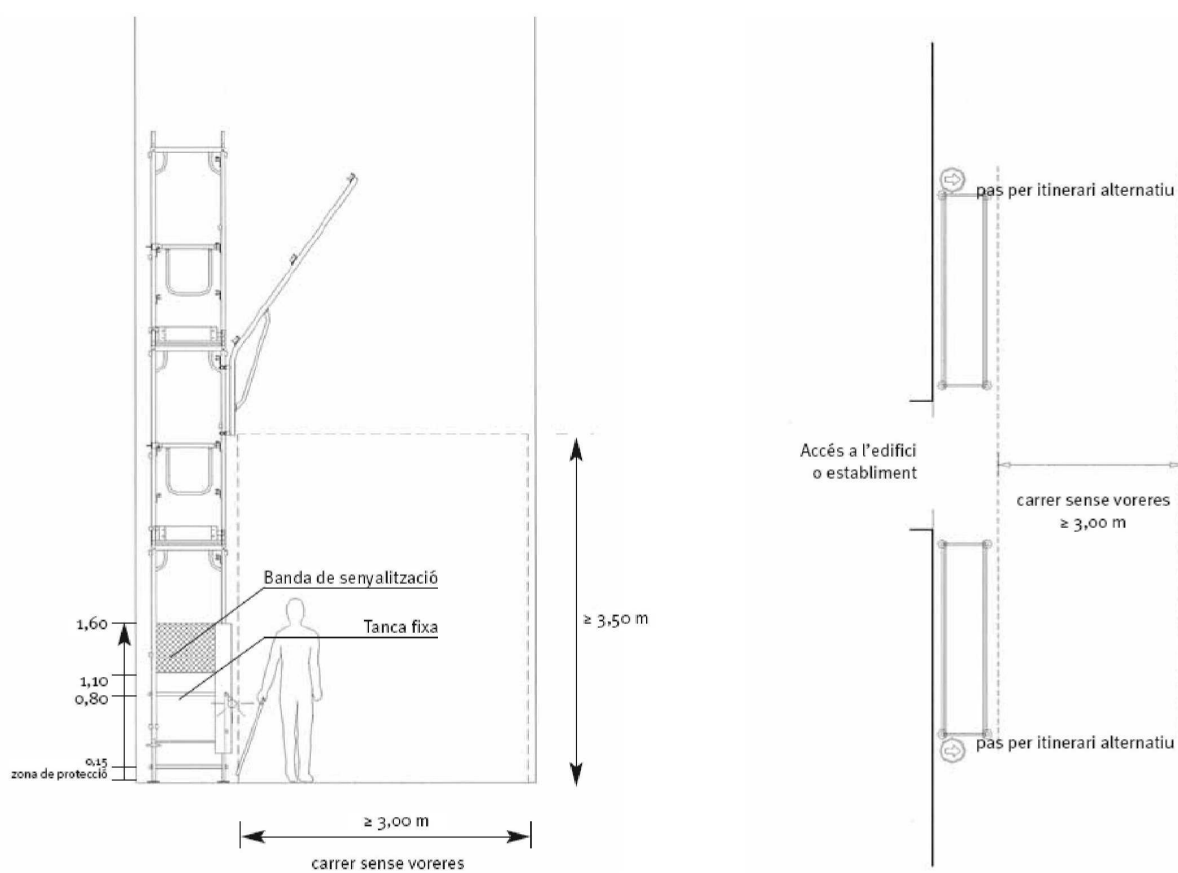 Banda de senyalització
Tanca fixa
1,60
1,10
0,80
0,15
zona de protecció
≥ 3,50 m
≥ 3,00 m
carrer sense voreres
pas per itinerari alternatiu
Accés a l'edifici
o establiment
carrer sense voreres
≥ 3,00 m
pas per itinerari alternatiu